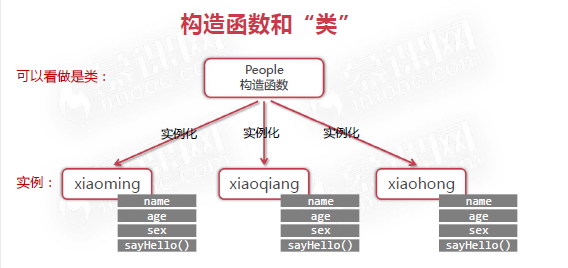 构造函数和“类”
可以看做是类：
People
构造函数
实例化 实例化 实例化
实例：
xiaoming xiaoqiang xiaohong
name name name
age age age
sex sex sex
sayHello() sayHello() sayHello()